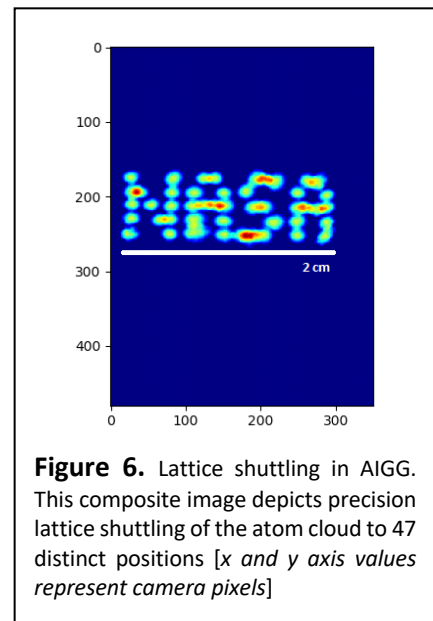 0
100
200
300
400
NASA
2 cm
0 100 200 300
Figure 6. Lattice shuttling in AIGG.
This composite image depicts precision
lattice shuttling of the atom cloud to 47
distinct positions [x and y axis values
represent camera pixels]